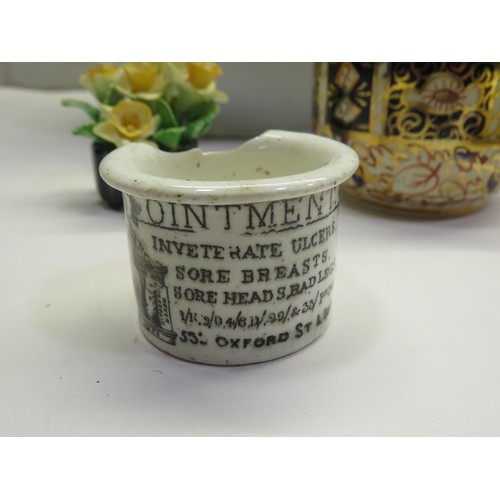 OINTMENT
INVETERATE ULCERS.
SORE BREASTS.
SORE HEADS, BAD LEGS
1/1½, 2/9, 4/6, 11/, 22/, & 33/ POTS
533 OXFORD ST